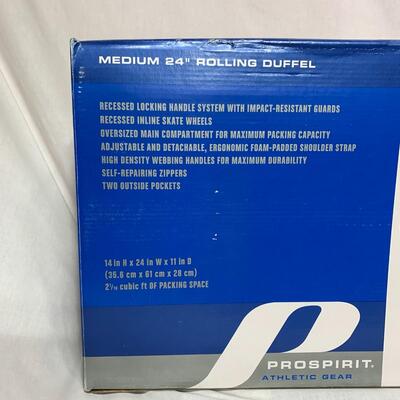 MEDIUM 24" ROLLING DUFFEL
RECESSED LOCKING HANDLE SYSTEM WITH IMPACT-RESISTANT GUARDS
RECESSED INLINE SKATE WHEELS
OVERSIZED MAIN COMPARTMENT FOR MAXIMUM PACKING CAPACITY
ADJUSTABLE AND DETACHABLE, ERGONOMIC FOAM-PADDED SHOULDER STRAP
HIGH DENSITY WEBBING HANDLES FOR MAXIMUM DURABILITY
SELF-REPAIRING ZIPPERS
TWO OUTSIDE POCKETS
14 in H x 24 in W x 11 in D
(35.6 cm x 61 cm x 28 cm)
cubic ft OF PACKING SPACE
PROSPIRIT®
ATHLETIC GEAR